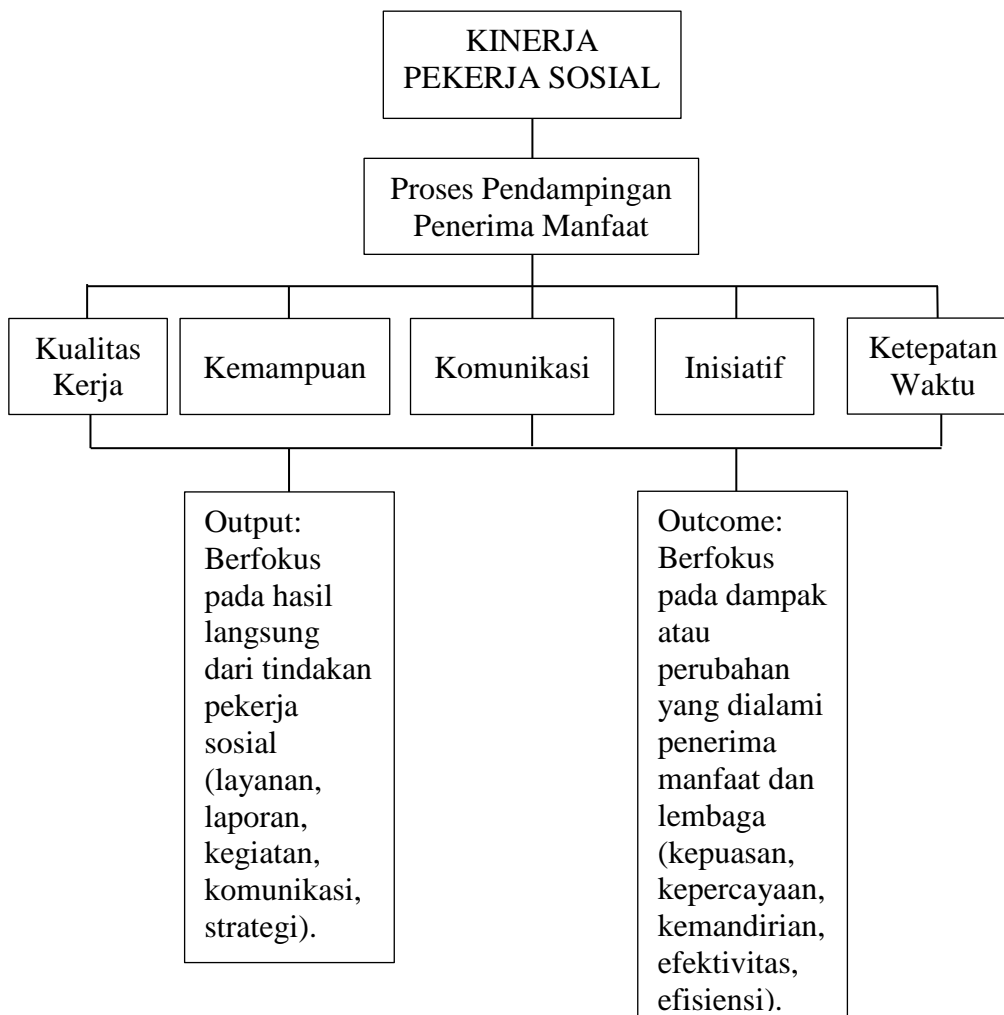 KINERJA
PEKERJA SOSIAL
Proses Pendampingan
Penerima Manfaat
Kualitas
Kerja
Kemampuan
Komunikasi
Inisiatif
Ketepatan
Waktu
Output:
Berfokus
pada hasil
langsung
dari tindakan
pekerja
sosial
(layanan,
laporan,
kegiatan,
komunikasi,
strategi).
Outcome:
Berfokus
pada dampak
atau
perubahan
yang dialami
penerima
manfaat dan
lembaga
(kepuasan,
kepercayaan,
kemandirian,
efektivitas,
efisiensi).